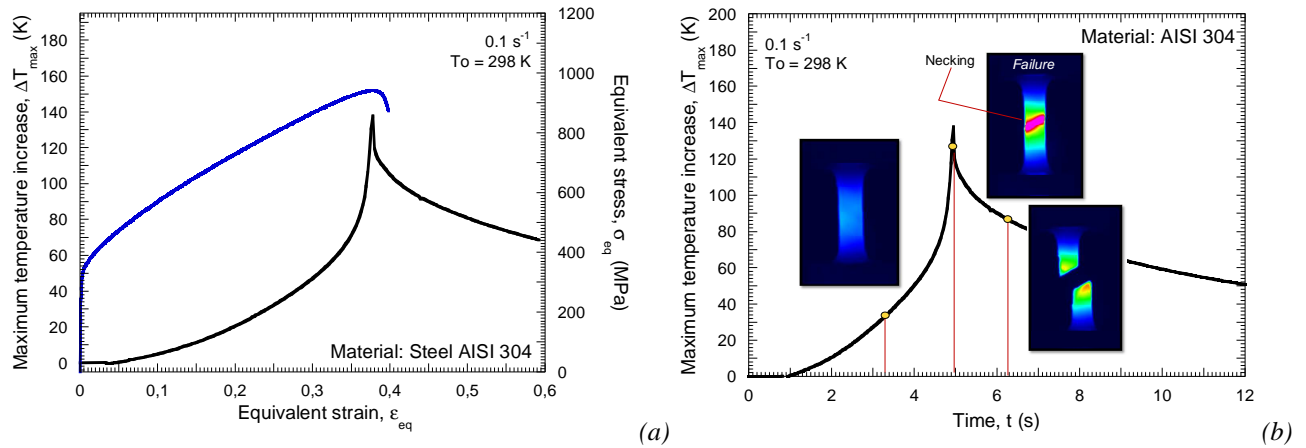 Maximum temperature increase, ΔT_max (K)
180
160
140
120
100
80
60
40
20
0
0.1 s⁻¹
To = 298 K
Material: Steel AISI 304
0
0,1
0,2
0,3
0,4
0,5
0,6
Equivalent strain, ε_eq
1200
1000
800
600
400
200
0
Equivalent stress, σ_eq (MPa)
(a)
Maximum temperature increase, ΔT_max (K)
200
180
160
140
120
100
80
60
40
20
0
0.1 s⁻¹
To = 298 K
Material: AISI 304
Necking
Failure
0
2
4
6
8
10
12
Time, t (s)
(b)